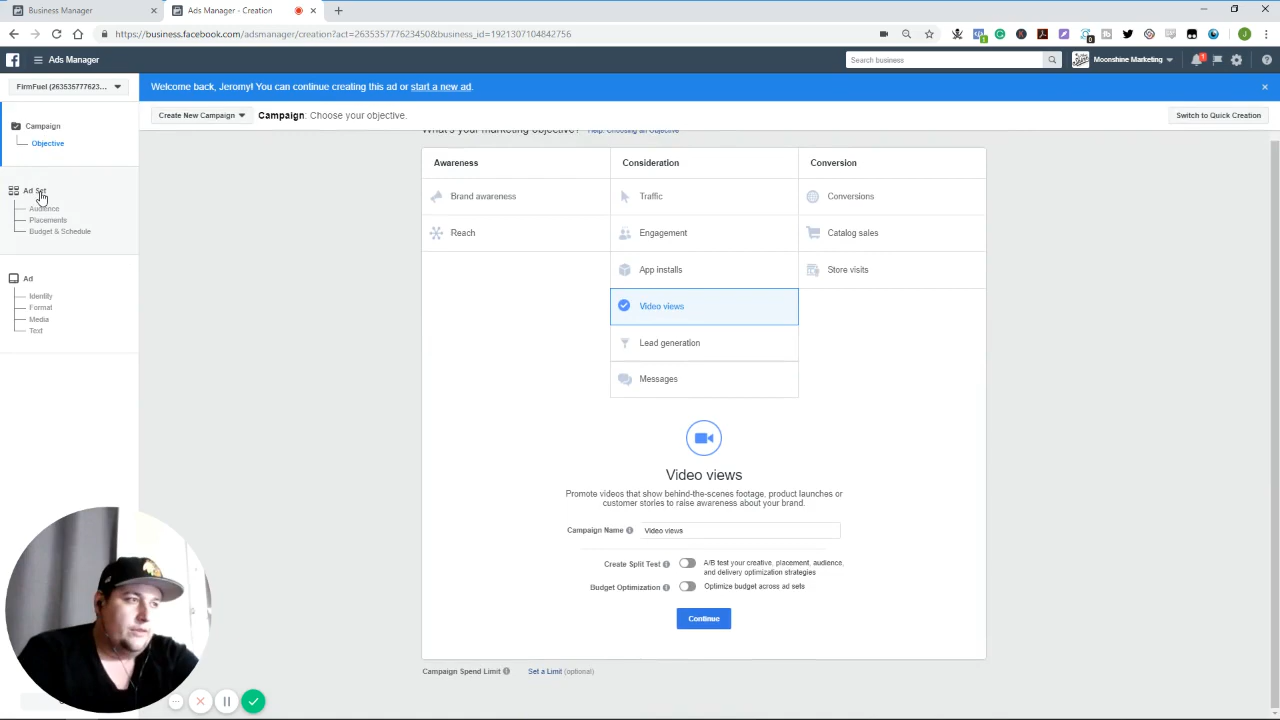 Business Manager
Ads Manager - Creation
https://business.facebook.com/adsmanager/creation?act=263535777623450&business_id=1921307104842756
Ads Manager
Search business
Moonshine Marketing
FirmFuel (263535777623...
Welcome back, Jeromy! You can continue creating this ad or start a new ad.
Create New Campaign
Campaign: Choose your objective.
Switch to Quick Creation
Campaign
Objective
Ad Set
Audience
Placements
Budget & Schedule
Ad
Identity
Format
Media
Text
What's your marketing objective? Help: Choosing an Objective
Awareness
Consideration
Conversion
Brand awareness
Traffic
Conversions
Reach
Engagement
Catalog sales
App installs
Store visits
Video views
Lead generation
Messages
Video views
Promote videos that show behind-the-scenes footage, product launches or
customer stories to raise awareness about your brand.
Campaign Name
Video views
Create Split Test
A/B test your creative, placement, audience,
and delivery optimization strategies
Budget Optimization
Optimize budget across ad sets
Continue
Campaign Spend Limit
Set a Limit (optional)